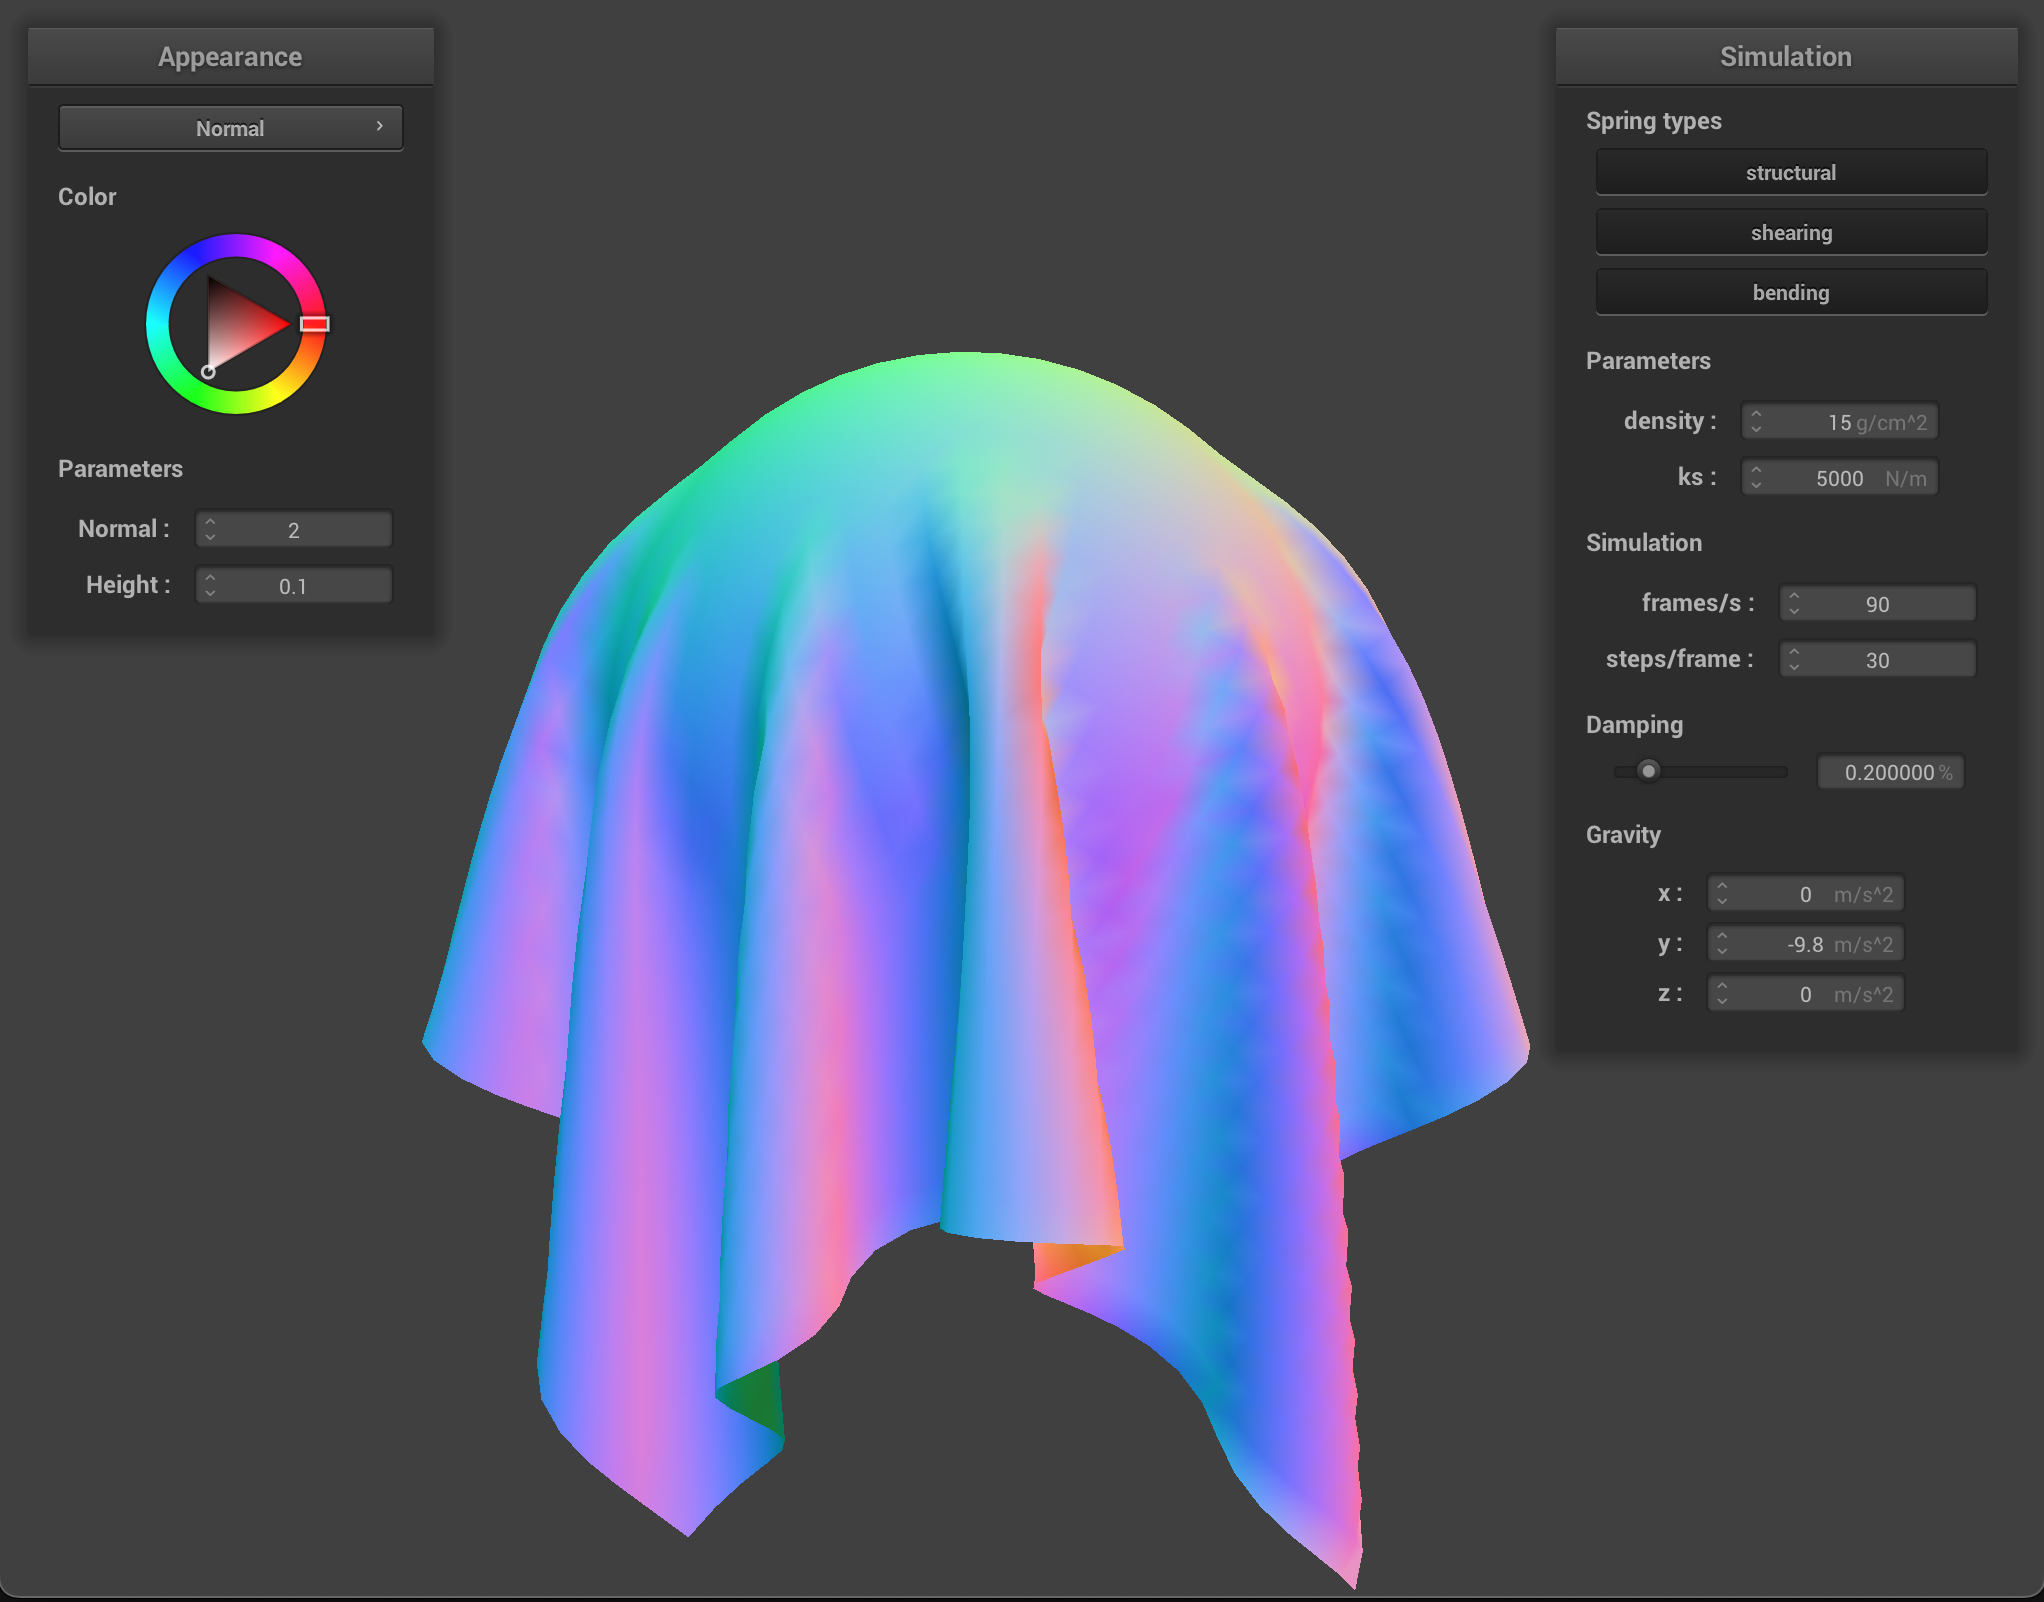 Appearance
Normal
Color
Parameters
Normal : 2
Height : 0.1
Simulation
Spring types
structural
shearing
bending
Parameters
density : 15 g/cm^2
ks : 5000 N/m
Simulation
frames/s : 90
steps/frame : 30
Damping
0.200000 %
Gravity
x : 0 m/s^2
y : -9.8 m/s^2
z : 0 m/s^2